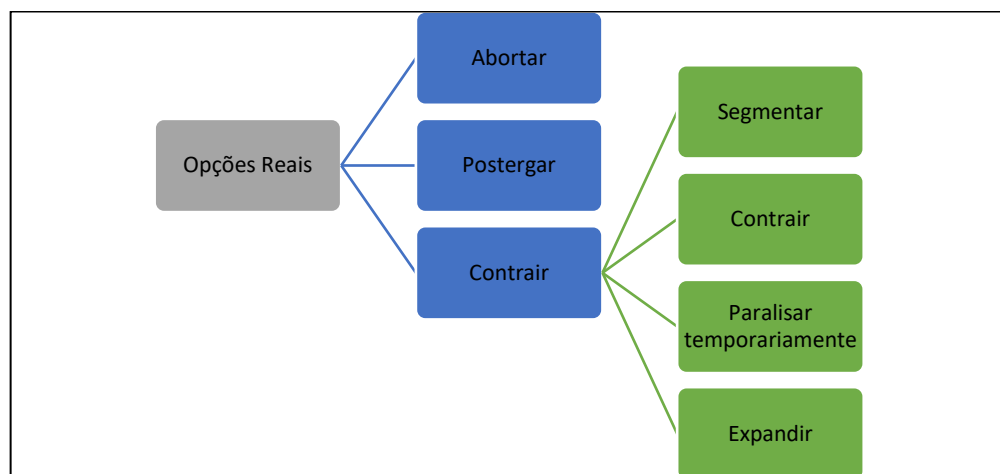 Opções Reais
Abortar
Postergar
Contrair
Segmentar
Contrair
Paralisar
temporariamente
Expandir